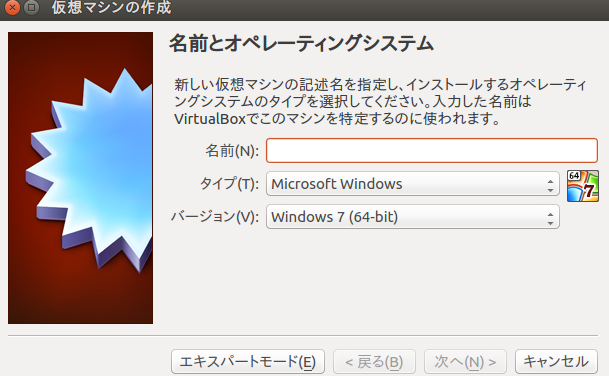 仮想マシンの作成
名前とオペレーティングシステム
新しい仮想マシンの記述名を指定し、インストールするオペレーティ
ングシステムのタイプを選択してください。入力した名前は
VirtualBoxでこのマシンを特定するのに使われます。
名前(N):
タイプ(T): Microsoft Windows
64
7
バージョン(V): Windows 7 (64-bit)
エキスパートモード(E) < 戻る(B) 次へ(N) > キャンセル